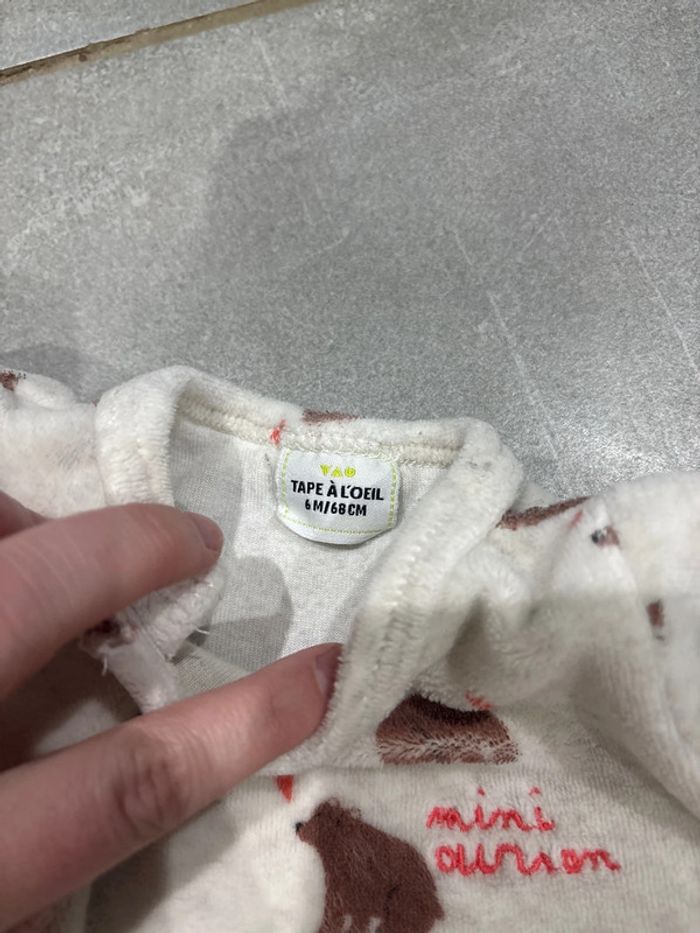 TAO
TAPE À L'OEIL
6M/68CM
mini
ourson